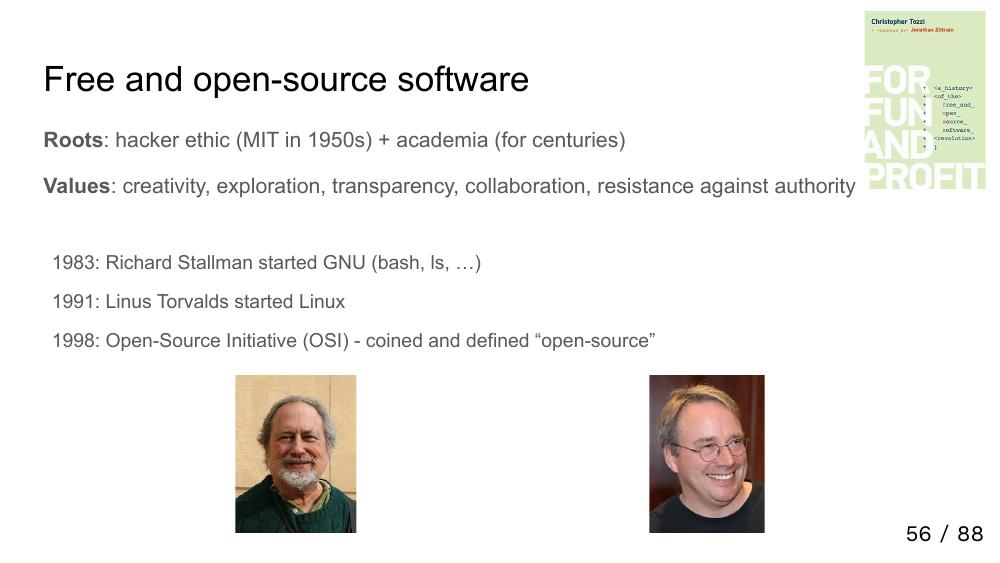 Christopher Tozzi
+ <foreword_by> Jonathan Zittrain
Free and open-source software
FOR
FUN
AND
PROFIT
+ <a_history>
+ <of_the>
+ free_and_
+ open_
+ source_
+ software_
+ <revolution>
+ }
Roots: hacker ethic (MIT in 1950s) + academia (for centuries)
Values: creativity, exploration, transparency, collaboration, resistance against authority
1983: Richard Stallman started GNU (bash, ls, …)
1991: Linus Torvalds started Linux
1998: Open-Source Initiative (OSI) - coined and defined “open-source”
56 / 88